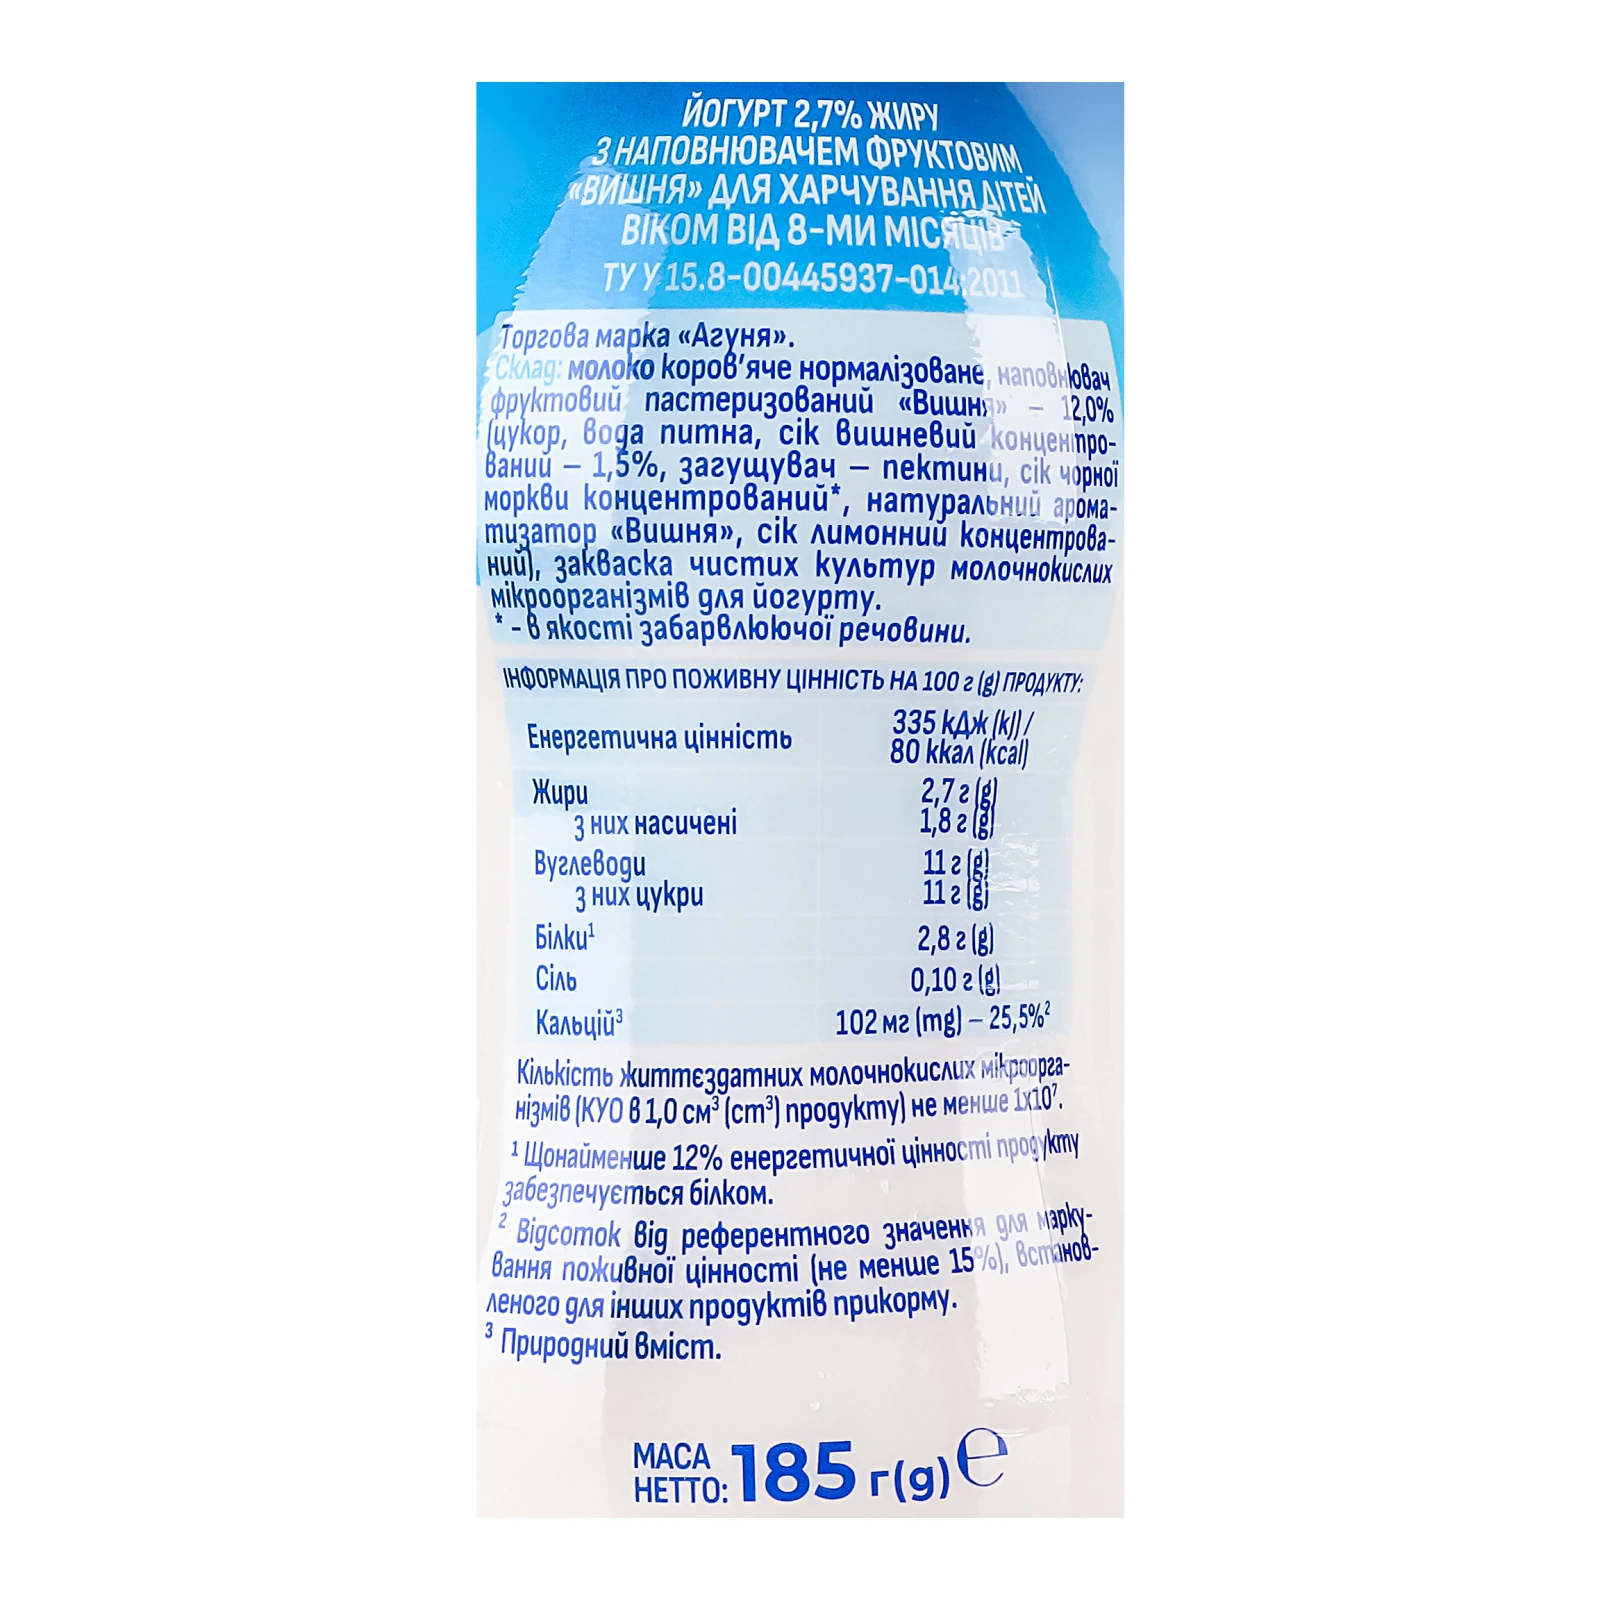 ЙОГУРТ 2,7% ЖИРУ
З НАПОВНЮВАЧЕМ ФРУКТОВИМ
«ВИШНЯ» ДЛЯ ХАРЧУВАННЯ ДІТЕЙ
ВІКОМ ВІД 8-МИ МІСЯЦІВ
ТУ У 15.8-00445937-014:2011
Торгова марка «Агуня».
Склад: молоко коров’яче нормалізоване, наповнювач
фруктовий пастеризований «Вишня» – 12,0%
(цукор, вода питна, сік вишневий концентро-
ваний – 1,5%, загущувач – пектини, сік чорної
моркви концентрований*, натуральний арома-
тизатор «Вишня», сік лимонний концентрова-
ний), закваска чистих культур молочнокислих
мікроорганізмів для йогурту.
* - в якості забарвлюючої речовини.
ІНФОРМАЦІЯ ПРО ПОЖИВНУ ЦІННІСТЬ НА 100 г (g) ПРОДУКТУ:
Енергетична цінність 335 кДж (kJ) /
80 ккал (kcal)
Жири 2,7 г (g)
з них насичені 1,8 г (g)
Вуглеводи 11 г (g)
з них цукри 11 г (g)
Білки¹ 2,8 г (g)
Сіль 0,10 г (g)
Кальцій³ 102 мг (mg) – 25,5%²
Кількість життєздатних молочнокислих мікроорга-
нізмів (КУО в 1,0 см³ (cm³) продукту) не менше 1x10⁷.
¹ Щонайменше 12% енергетичної цінності продукту
забезпечується білком.
² Відсоток від референтного значення для марку-
вання поживної цінності (не менше 15%), встанов-
леного для інших продуктів прикорму.
³ Природний вміст.
МАСА
НЕТТО: 185 г(g) ℮